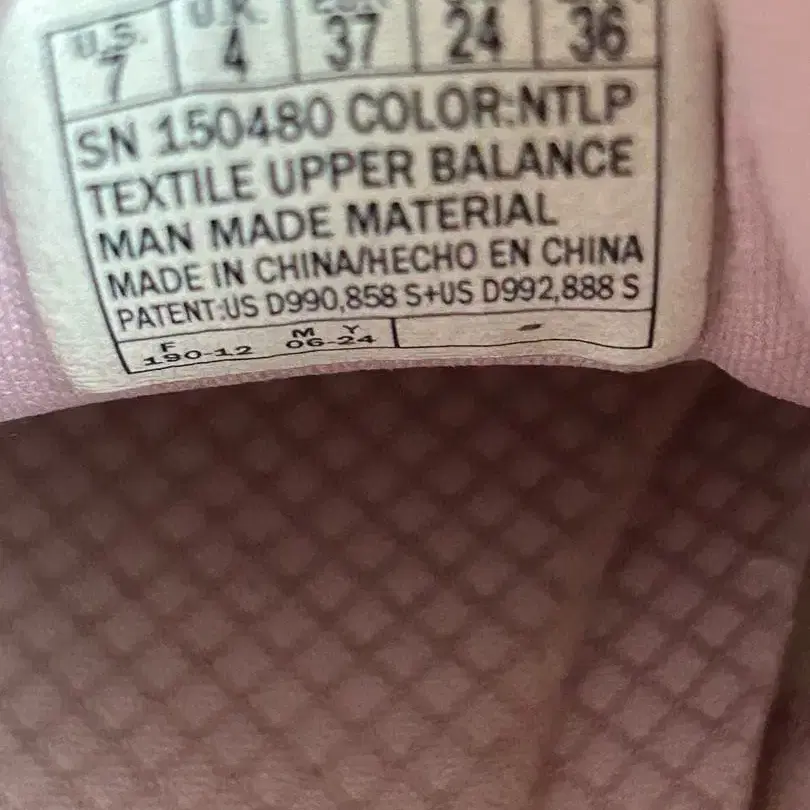 U.S. U.K.
7 4 37 24 36
SN 150480 COLOR:NTLP
TEXTILE UPPER BALANCE
MAN MADE MATERIAL
MADE IN CHINA/HECHO EN CHINA
PATENT:US D990,858 S+US D992,888 S
F M Y
190-12 06-24 -